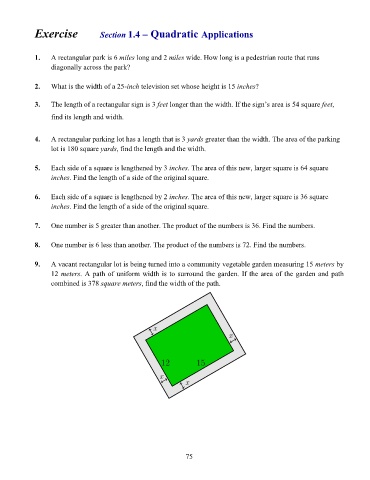 Exercise Section 1.4 – Quadratic Applications
1. A rectangular park is 6 miles long and 2 miles wide. How long is a pedestrian route that runs
diagonally across the park?
2. What is the width of a 25-inch television set whose height is 15 inches?
3. The length of a rectangular sign is 3 feet longer than the width. If the sign's area is 54 square feet,
find its length and width.
4. A rectangular parking lot has a length that is 3 yards greater than the width. The area of the parking
lot is 180 square yards, find the length and the width.
5. Each side of a square is lengthened by 3 inches. The area of this new, larger square is 64 square
inches. Find the length of a side of the original square.
6. Each side of a square is lengthened by 2 inches. The area of this new, larger square is 36 square
inches. Find the length of a side of the original square.
7. One number is 5 greater than another. The product of the numbers is 36. Find the numbers.
8. One number is 6 less than another. The product of the numbers is 72. Find the numbers.
9. A vacant rectangular lot is being turned into a community vegetable garden measuring 15 meters by
12 meters. A path of uniform width is to surround the garden. If the area of the garden and path
combined is 378 square meters, find the width of the path.
x
x
12 15
x
x
75